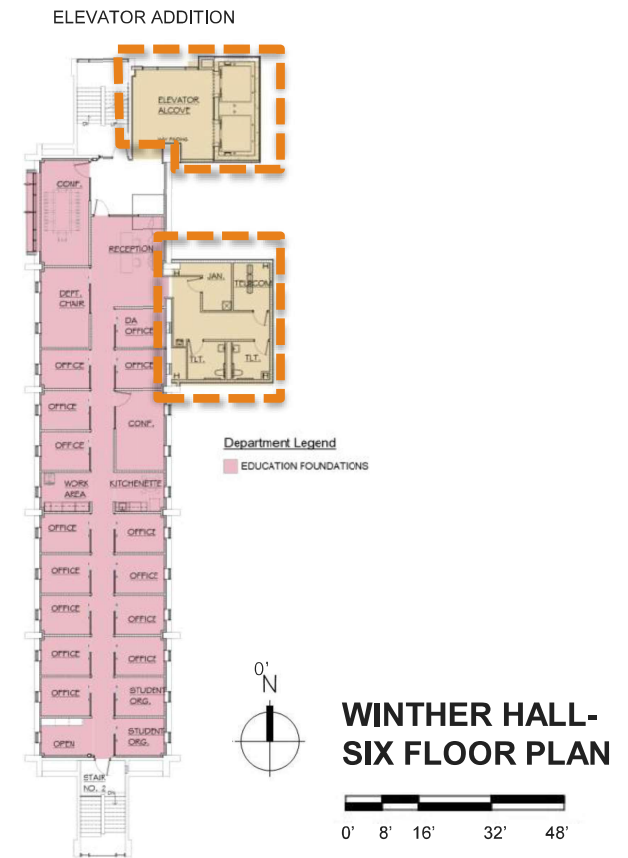 ELEVATOR ADDITION
ELEVATOR
ALCOVE
CONF.
RECEPTION
JAN.
TELECOM
DEPT.
CHAIR
DA
OFFICE
TLT.
TLT.
OFFICE
OFFICE
OFFICE
CONF.
OFFICE
Department Legend
EDUCATION FOUNDATIONS
WORK
AREA
KITCHENETTE
OFFICE
OFFICE
OFFICE
OFFICE
OFFICE
OFFICE
OFFICE
OFFICE
OFFICE
STUDENT
ORG.
OPEN
STUDENT
ORG.
STAIR
NO. 2
0'
N
WINTHER HALL-
SIX FLOOR PLAN
0' 8' 16' 32' 48'